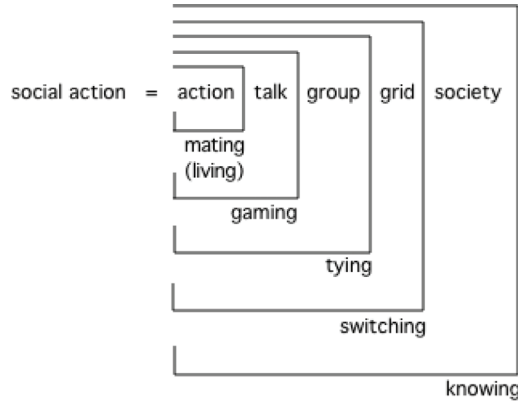 social action = action talk group grid society
mating
(living)
gaming
tying
switching
knowing